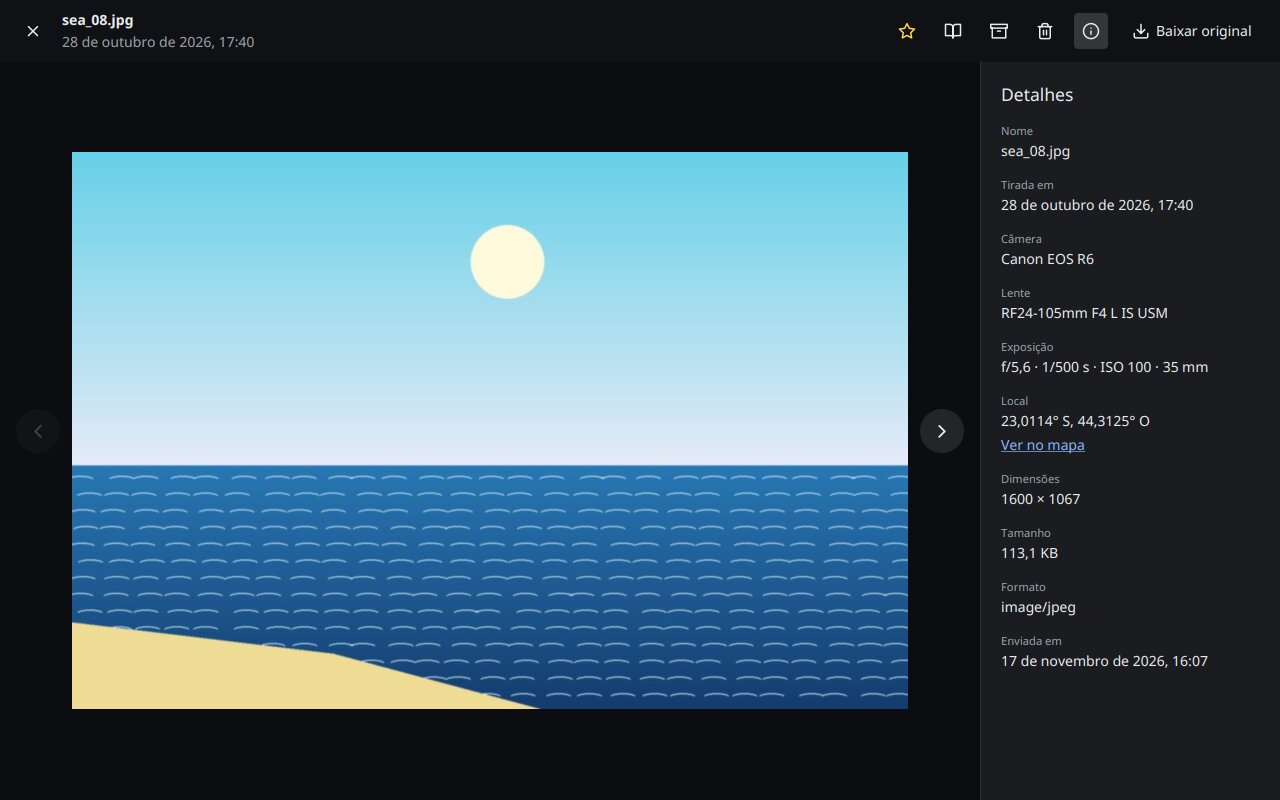 sea_08.jpg
28 de outubro de 2026, 17:40
Baixar original
Detalhes
Nome
sea_08.jpg
Tirada em
28 de outubro de 2026, 17:40
Câmera
Canon EOS R6
Lente
RF24-105mm F4 L IS USM
Exposição
f/5,6 · 1/500 s · ISO 100 · 35 mm
Local
23,0114° S, 44,3125° O
Ver no mapa
Dimensões
1600 × 1067
Tamanho
113,1 KB
Formato
image/jpeg
Enviada em
17 de novembro de 2026, 16:07